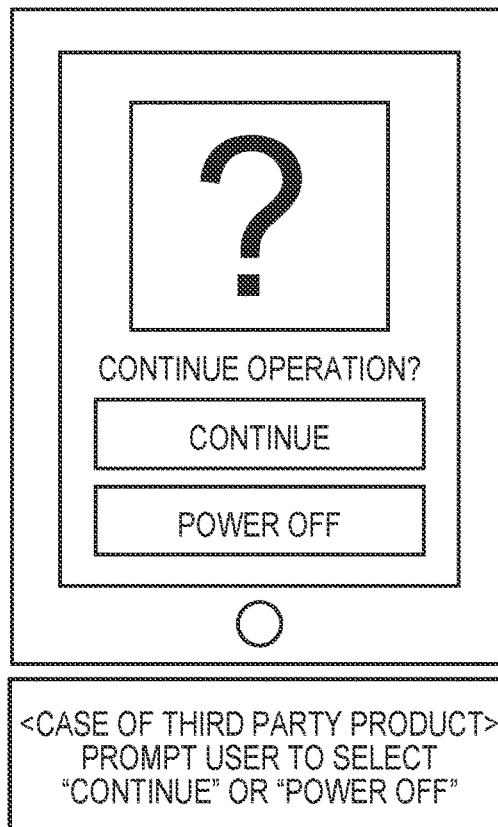 ?
CONTINUE OPERATION?
CONTINUE
POWER OFF
<CASE OF THIRD PARTY PRODUCT>
PROMPT USER TO SELECT
“CONTINUE” OR “POWER OFF”